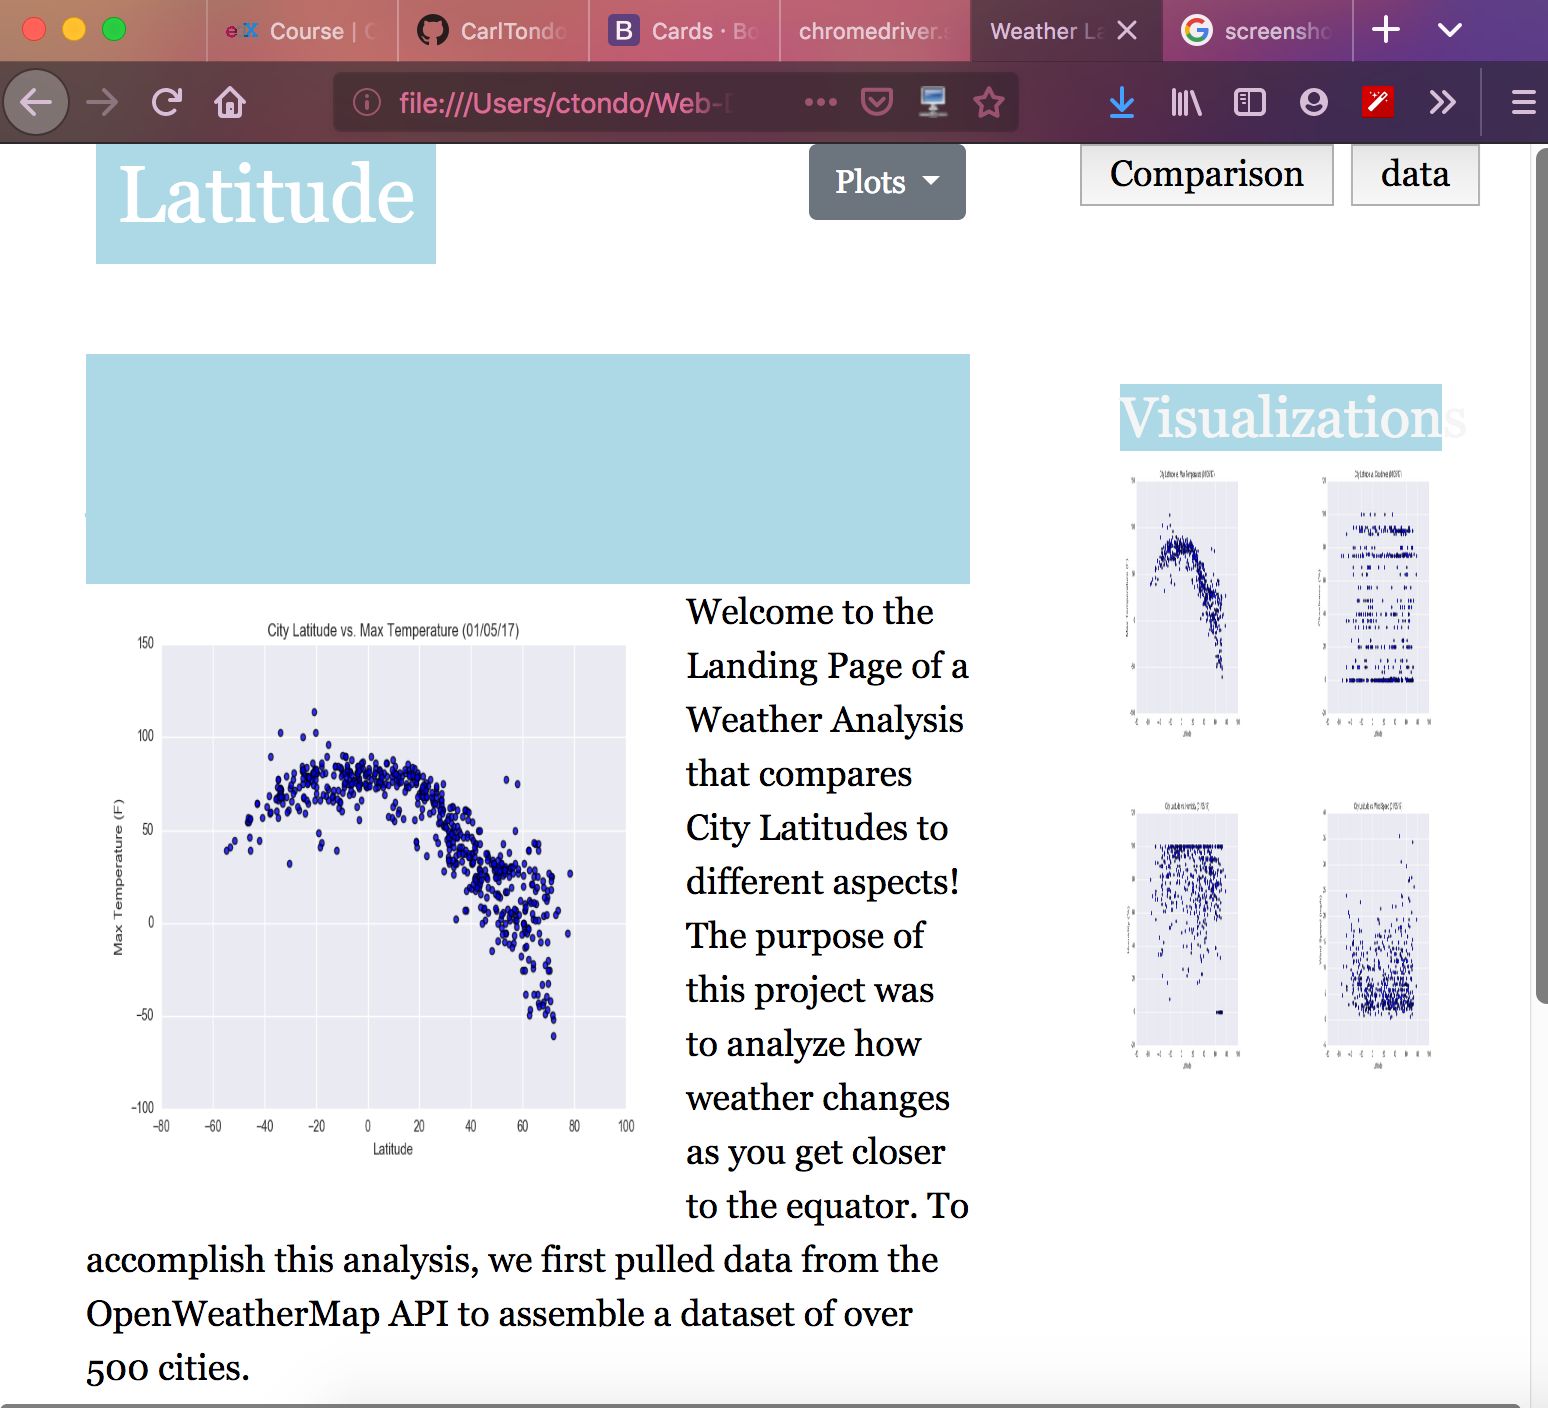 Course |
CarlTondo
Cards · Bo
chromedriver.s
Weather La
screensho
file:///Users/ctondo/Web-D
Latitude
Plots
Comparison
data
Visualizations
City Latitude vs. Max Temperature (01/05/17)
150
100
50
0
−50
−100
Max Temperature (F)
−80 −60 −40 −20 0 20 40 60 80 100
Latitude
Welcome to the
Landing Page of a
Weather Analysis
that compares
City Latitudes to
different aspects!
The purpose of
this project was
to analyze how
weather changes
as you get closer
to the equator. To
accomplish this analysis, we first pulled data from the
OpenWeatherMap API to assemble a dataset of over
500 cities.